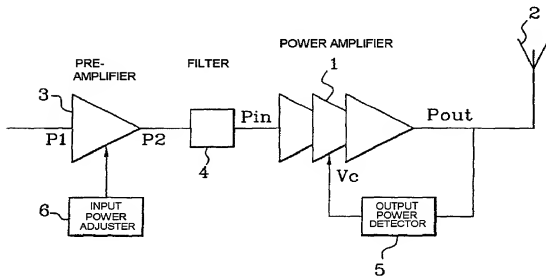 2
POWER AMPLIFIER
PRE-
AMPLIFIER
FILTER
1
3
Pin
Pout
P1
P2
4
Vc
6
INPUT
POWER
ADJUSTER
OUTPUT
POWER
DETECTOR
5